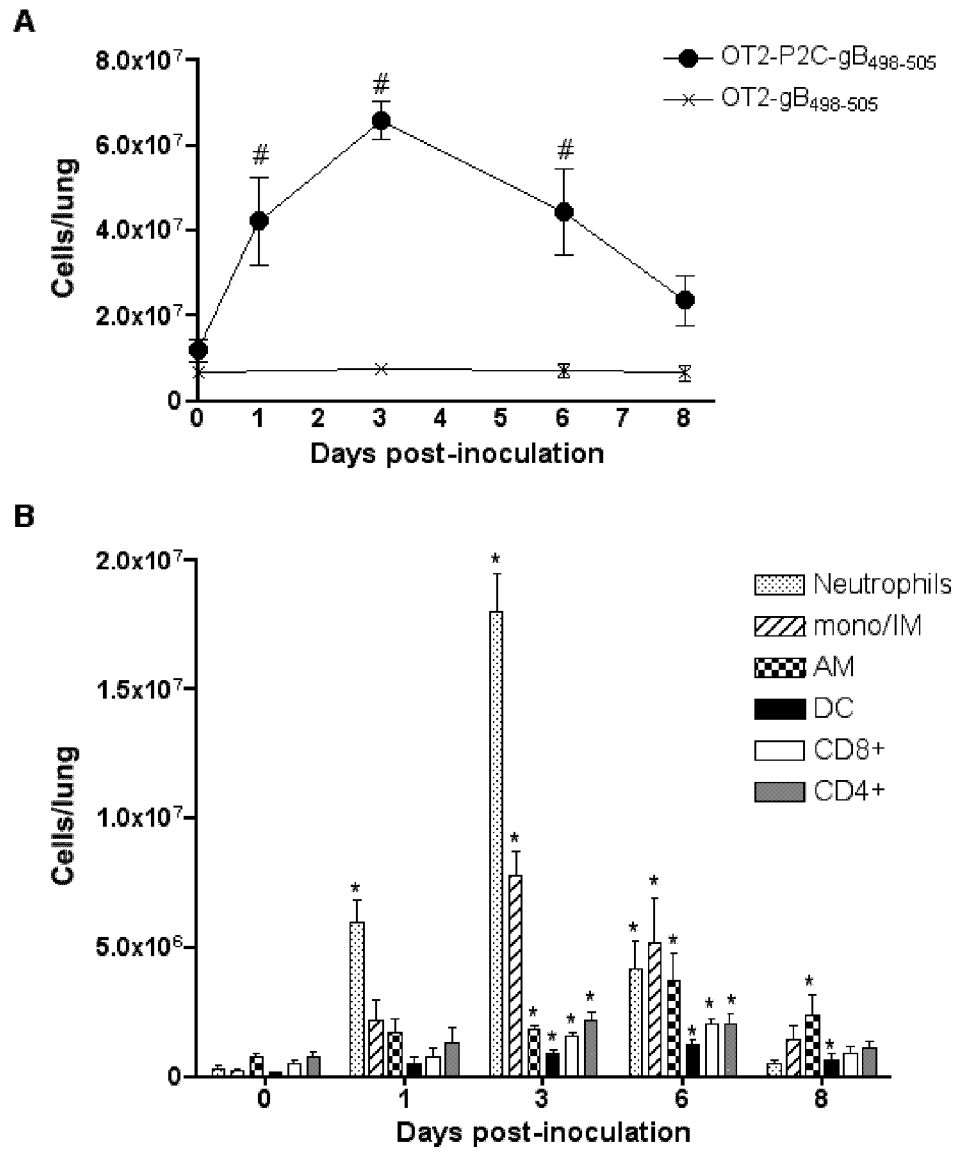 A
8.0x10⁷
6.0x10⁷
4.0x10⁷
2.0x10⁷
0
Cells/lung
# # #
0 1 2 3 4 5 6 7 8
Days post-inoculation
OT2-P2C-gB₄₉₈₋₅₀₅
OT2-gB₄₉₈₋₅₀₅
B
2.0x10⁷
1.5x10⁷
1.0x10⁷
5.0x10⁶
0
Cells/lung
* * * * * * * * * * * * * * *
0 1 3 6 8
Days post-inoculation
Neutrophils
mono/IM
AM
DC
CD8+
CD4+